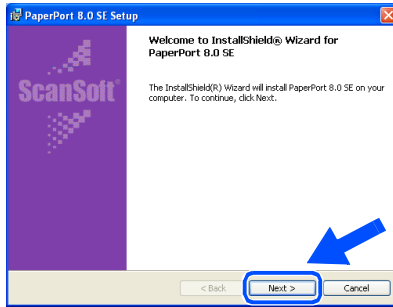 PaperPort 8.0 SE Setup
Welcome to InstallShield® Wizard for
PaperPort 8.0 SE
ScanSoft®
The InstallShield(R) Wizard will install PaperPort 8.0 SE on your
computer. To continue, click Next.
< Back
Next >
Cancel